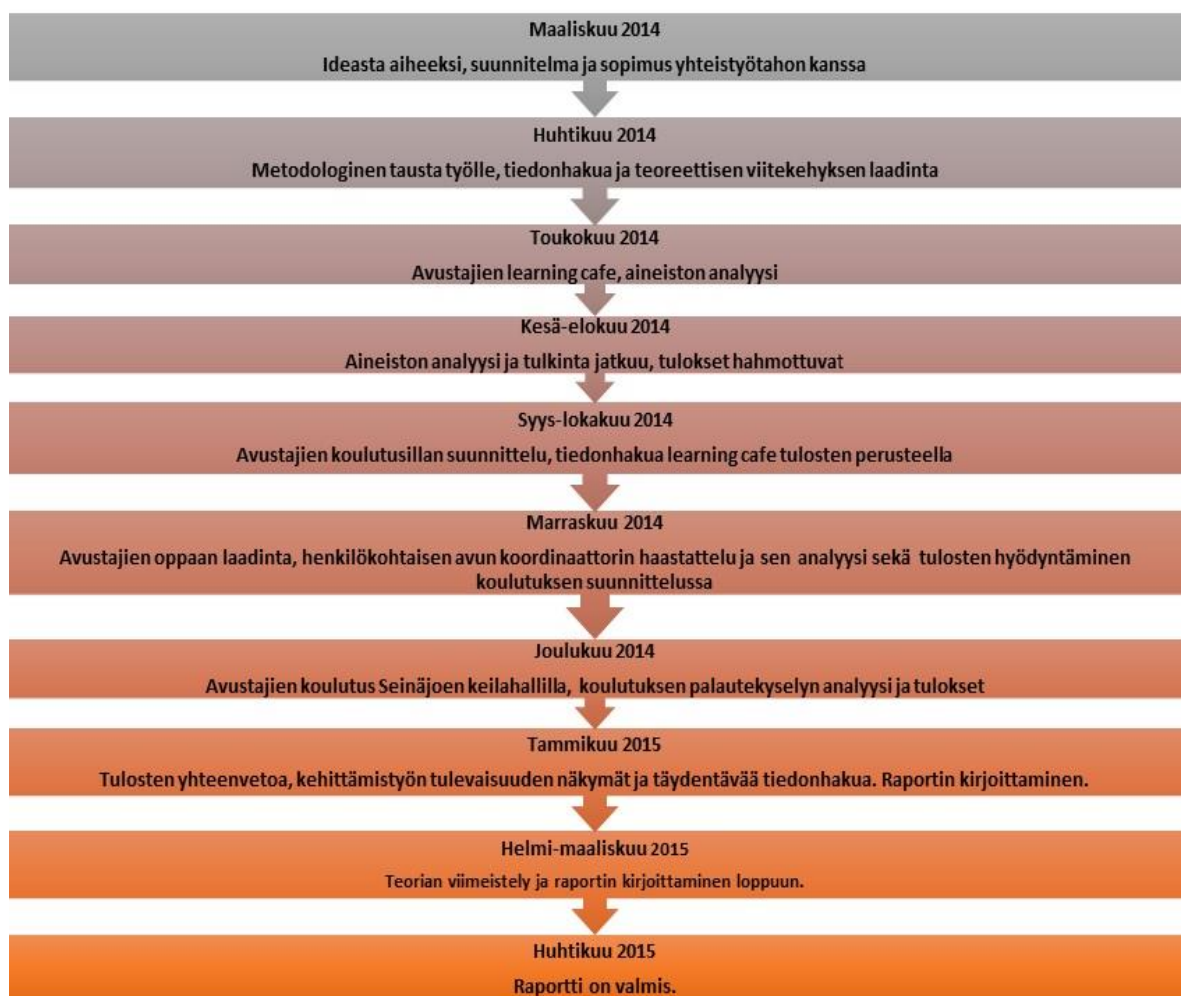 Maaliskuu 2014
Ideasta aiheeksi, suunnitelma ja sopimus yhteistyötahon kanssa
Huhtikuu 2014
Metodologinen tausta työlle, tiedonhakua ja teoreettisen viitekehyksen laadinta
Toukokuu 2014
Avustajien learning cafe, aineiston analyysi
Kesä-elokuu 2014
Aineiston analyysi ja tulkinta jatkuu, tulokset hahmottuvat
Syys-lokakuu 2014
Avustajien koulutusillan suunnittelu, tiedonhakua learning cafe tulosten perusteella
Marraskuu 2014
Avustajien oppaan laadinta, henkilökohtaisen avun koordinaattorin haastattelu ja sen analyysi sekä tulosten hyödyntäminen
koulutuksen suunnittelussa
Joulukuu 2014
Avustajien koulutus Seinäjoen keilahallilla, koulutuksen palautekyselyn analyysi ja tulokset
Tammikuu 2015
Tulosten yhteenvetoa, kehittämistyön tulevaisuuden näkymät ja täydentävää tiedonhakua. Raportin kirjoittaminen.
Helmi-maaliskuu 2015
Teorian viimeistely ja raportin kirjoittaminen loppuun.
Huhtikuu 2015
Raportti on valmis.